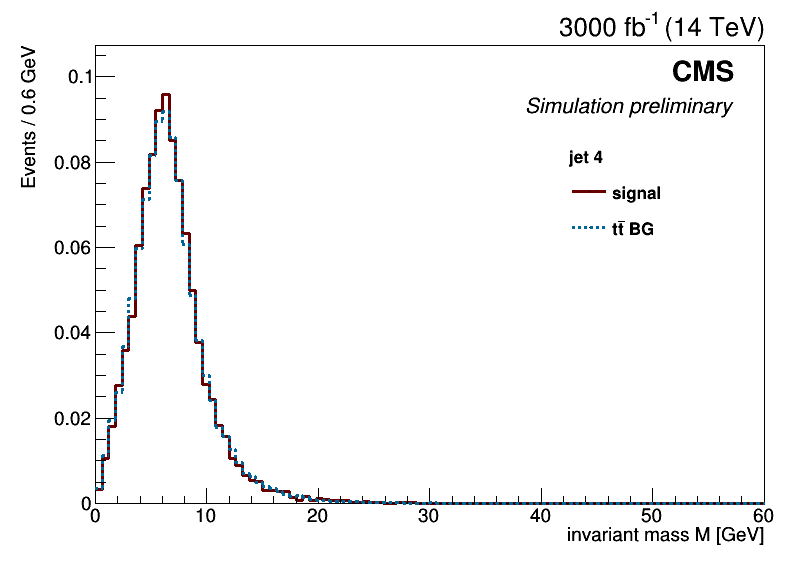 3000 fb⁻¹ (14 TeV)
CMS
Simulation preliminary
jet 4
signal
tt̄ BG
Events / 0.6 GeV
0.1
0.08
0.06
0.04
0.02
0
0 10 20 30 40 50 60
invariant mass M [GeV]